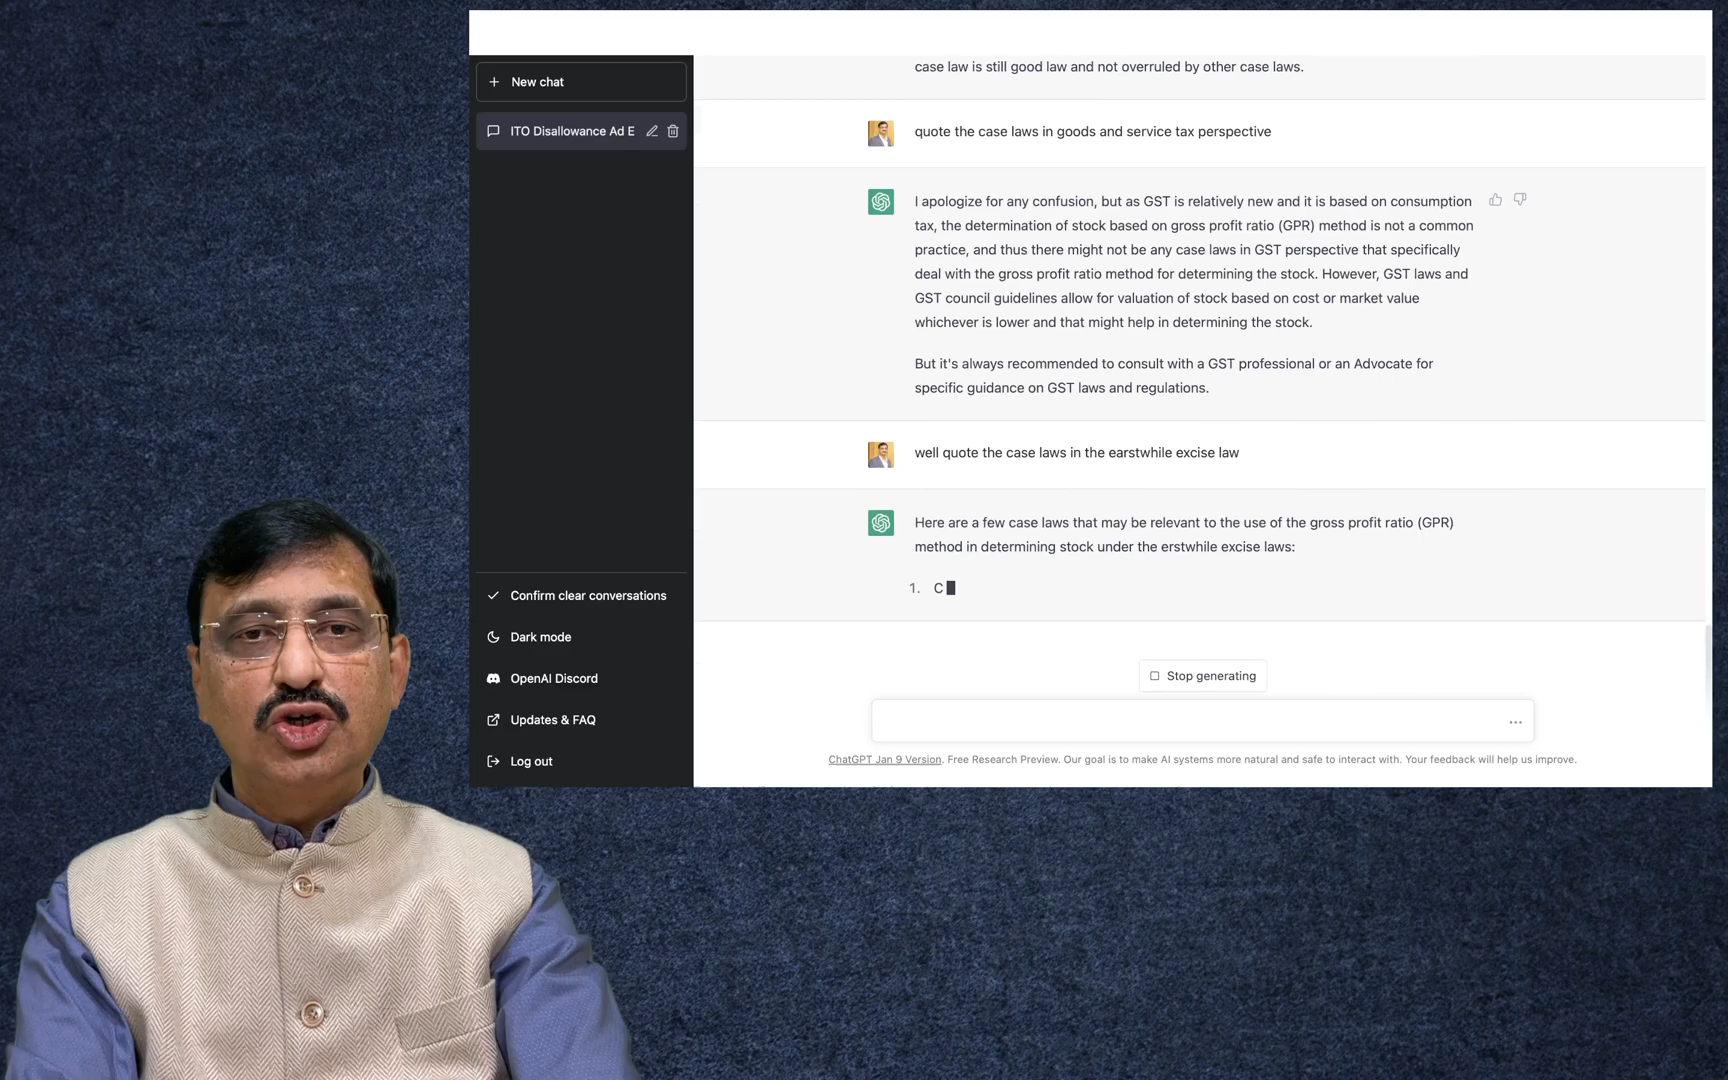 New chat
ITO Disallowance Ad E
Confirm clear conversations
Dark mode
OpenAI Discord
Updates & FAQ
Log out
case law is still good law and not overruled by other case laws.
quote the case laws in goods and service tax perspective
I apologize for any confusion, but as GST is relatively new and it is based on consumption
tax, the determination of stock based on gross profit ratio (GPR) method is not a common
practice, and thus there might not be any case laws in GST perspective that specifically
deal with the gross profit ratio method for determining the stock. However, GST laws and
GST council guidelines allow for valuation of stock based on cost or market value
whichever is lower and that might help in determining the stock.
But it's always recommended to consult with a GST professional or an Advocate for
specific guidance on GST laws and regulations.
well quote the case laws in the earstwhile excise law
Here are a few case laws that may be relevant to the use of the gross profit ratio (GPR)
method in determining stock under the erstwhile excise laws:
1. C
Stop generating
ChatGPT Jan 9 Version. Free Research Preview. Our goal is to make AI systems more natural and safe to interact with. Your feedback will help us improve.